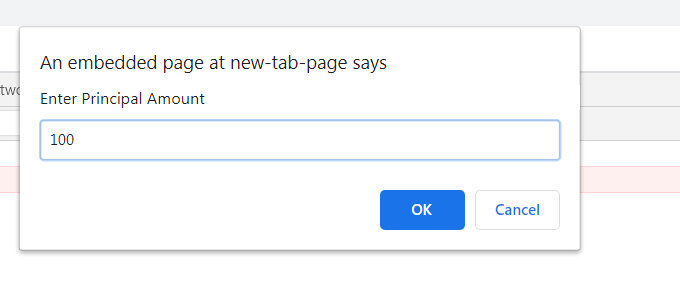 An embedded page at new-tab-page says
Enter Principal Amount
100
OK Cancel